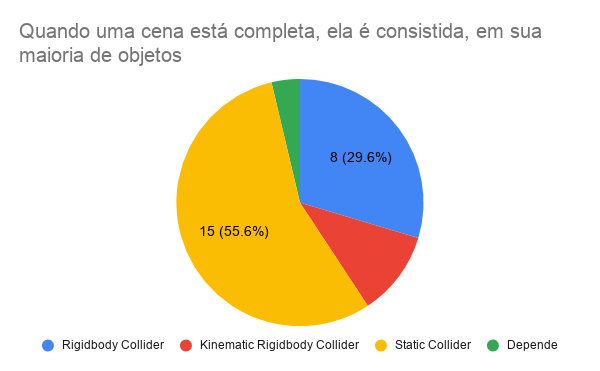 Quando uma cena está completa, ela é consistida, em sua
maioria de objetos
8 (29.6%)
15 (55.6%)
Rigidbody Collider
Kinematic Rigidbody Collider
Static Collider
Depende